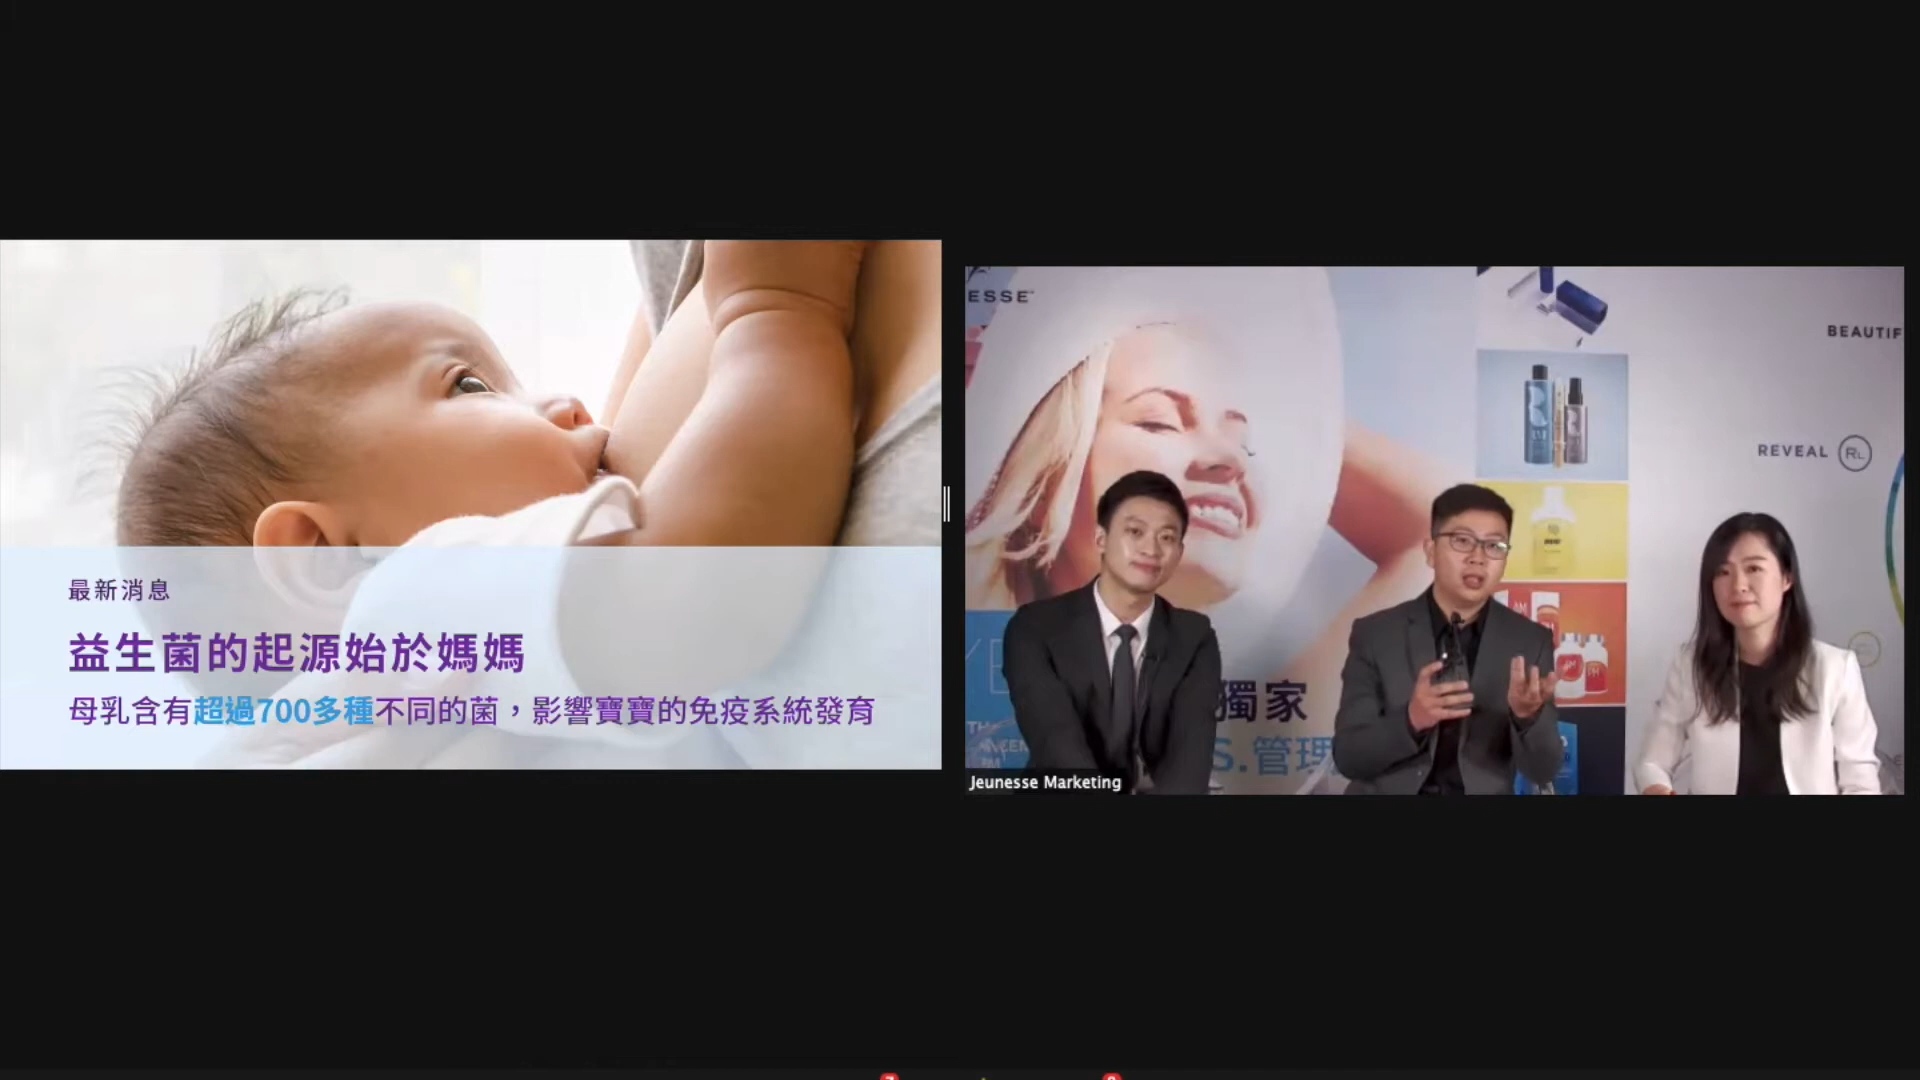 最新消息
益生菌的起源始於媽媽
母乳含有超過700多種不同的菌，影響寶寶的免疫系統發育
ESSE
BEAUTIF
REVEAL RL
獨家
S.管理
Jeunesse Marketing